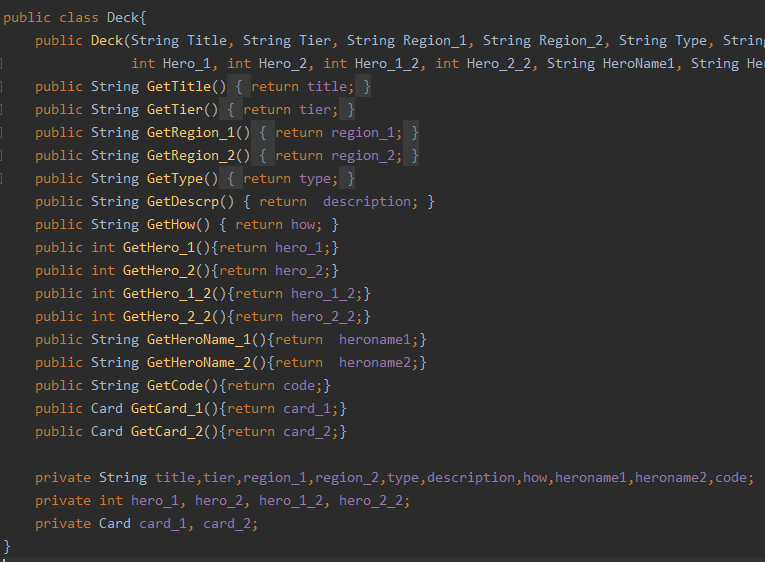 public class Deck{
public Deck(String Title, String Tier, String Region_1, String Region_2, String Type,
int Hero_1, int Hero_2, int Hero_1_2, int Hero_2_2, String HeroName1, String
public String GetTitle() { return title; }
public String GetTier() { return tier; }
public String GetRegion_1() { return region_1; }
public String GetRegion_2() { return region_2; }
public String GetType() { return type; }
public String GetDescrp() { return  description; }
public String GetHow() { return how; }
public int GetHero_1(){return hero_1;}
public int GetHero_2(){return hero_2;}
public int GetHero_1_2(){return hero_1_2;}
public int GetHero_2_2(){return hero_2_2;}
public String GetHeroName_1(){return  heroname1;}
public String GetHeroName_2(){return  heroname2;}
public String GetCode(){return code;}
public Card GetCard_1(){return card_1;}
public Card GetCard_2(){return card_2;}
private String title,tier,region_1,region_2,type,description,how,heroname1,heroname2,code;
private int hero_1, hero_2, hero_1_2, hero_2_2;
private Card card_1, card_2;
}